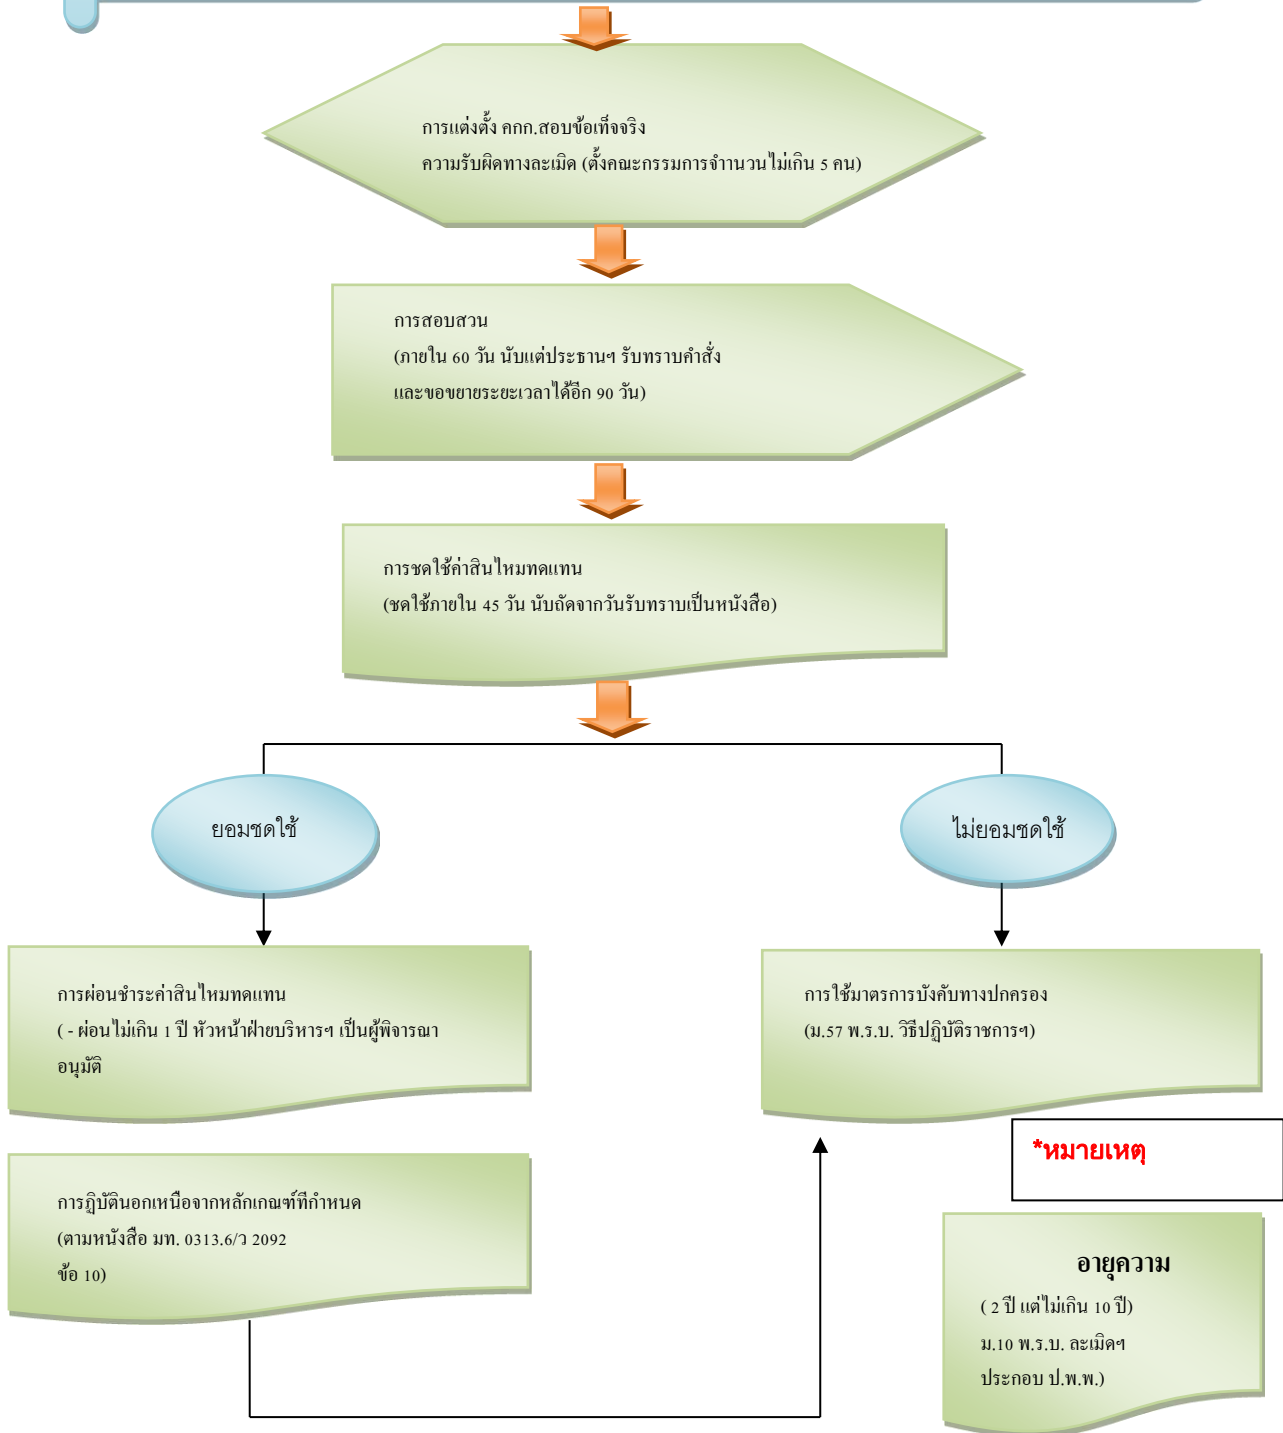 การแต่งตั้ง คกก.สอบข้อเท็จจริง
ความรับผิดทางละเมิด (ตั้งคณะกรรมการจำานวนไม่เกิน 5 คน)
การสอบสวน
(ภายใน 60 วัน นับแต่ประธานฯ รับทราบคำสั่ง
และขอขยายระยะเวลาได้อีก 90 วัน)
การชดใช้ค่าสินไหมทดแทน
(ชดใช้ภายใน 45 วัน นับถัดจากวันรับทราบเป็นหนังสือ)
ยอมชดใช้
ไม่ยอมชดใช้
การผ่อนชำระค่าสินไหมทดแทน
( - ผ่อนไม่เกิน 1 ปี หัวหน้าฝ่ายบริหารฯ เป็นผู้พิจารณา
อนุมัติ
การใช้มาตรการบังคับทางปกครอง
(ม.57 พ.ร.บ. วิธีปฏิบัติราชการฯ)
*หมายเหตุ
การฏิบัตินอกเหนือจากหลักเกณฑ์ที่กำหนด
(ตามหนังสือ มท. 0313.6/ว 2092
ข้อ 10)
อายุความ
( 2 ปี แต่ไม่เกิน 10 ปี)
ม.10 พ.ร.บ. ละเมิดฯ
ประกอบ ป.พ.พ.)